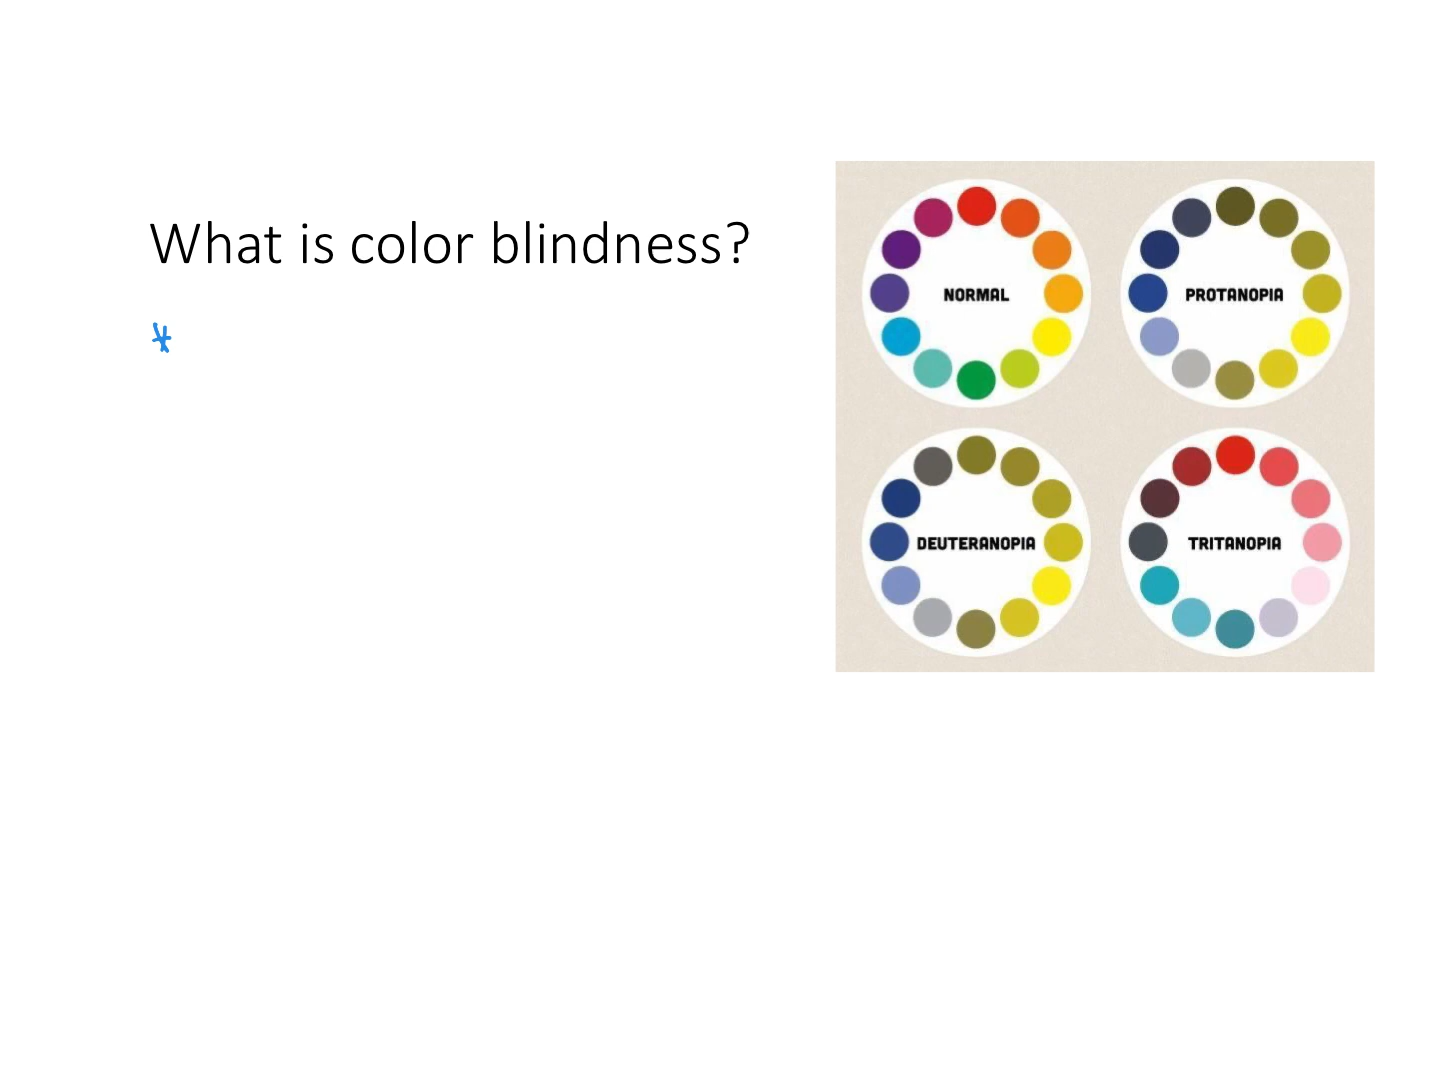 What is color blindness?
NORMAL
PROTANOPIA
DEUTERANOPIA
TRITANOPIA